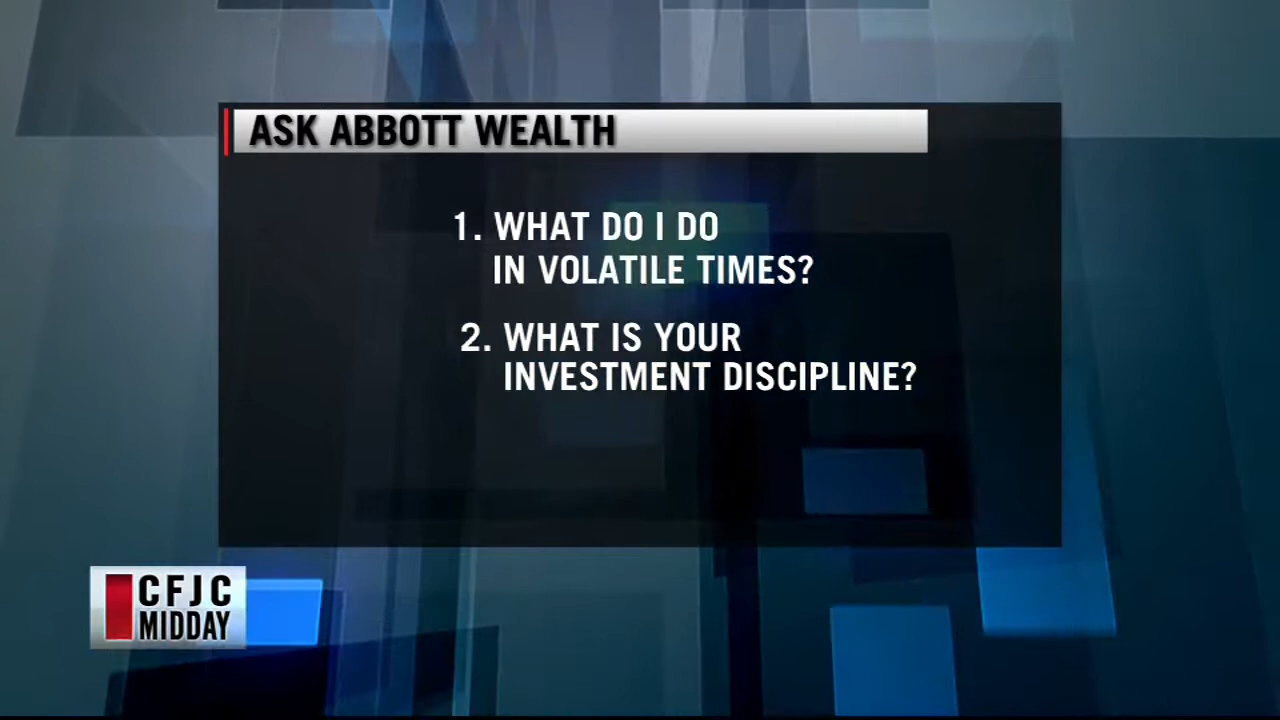 ASK ABBOTT WEALTH
1. WHAT DO I DO
IN VOLATILE TIMES?
2. WHAT IS YOUR
INVESTMENT DISCIPLINE?
CFJC
MIDDAY